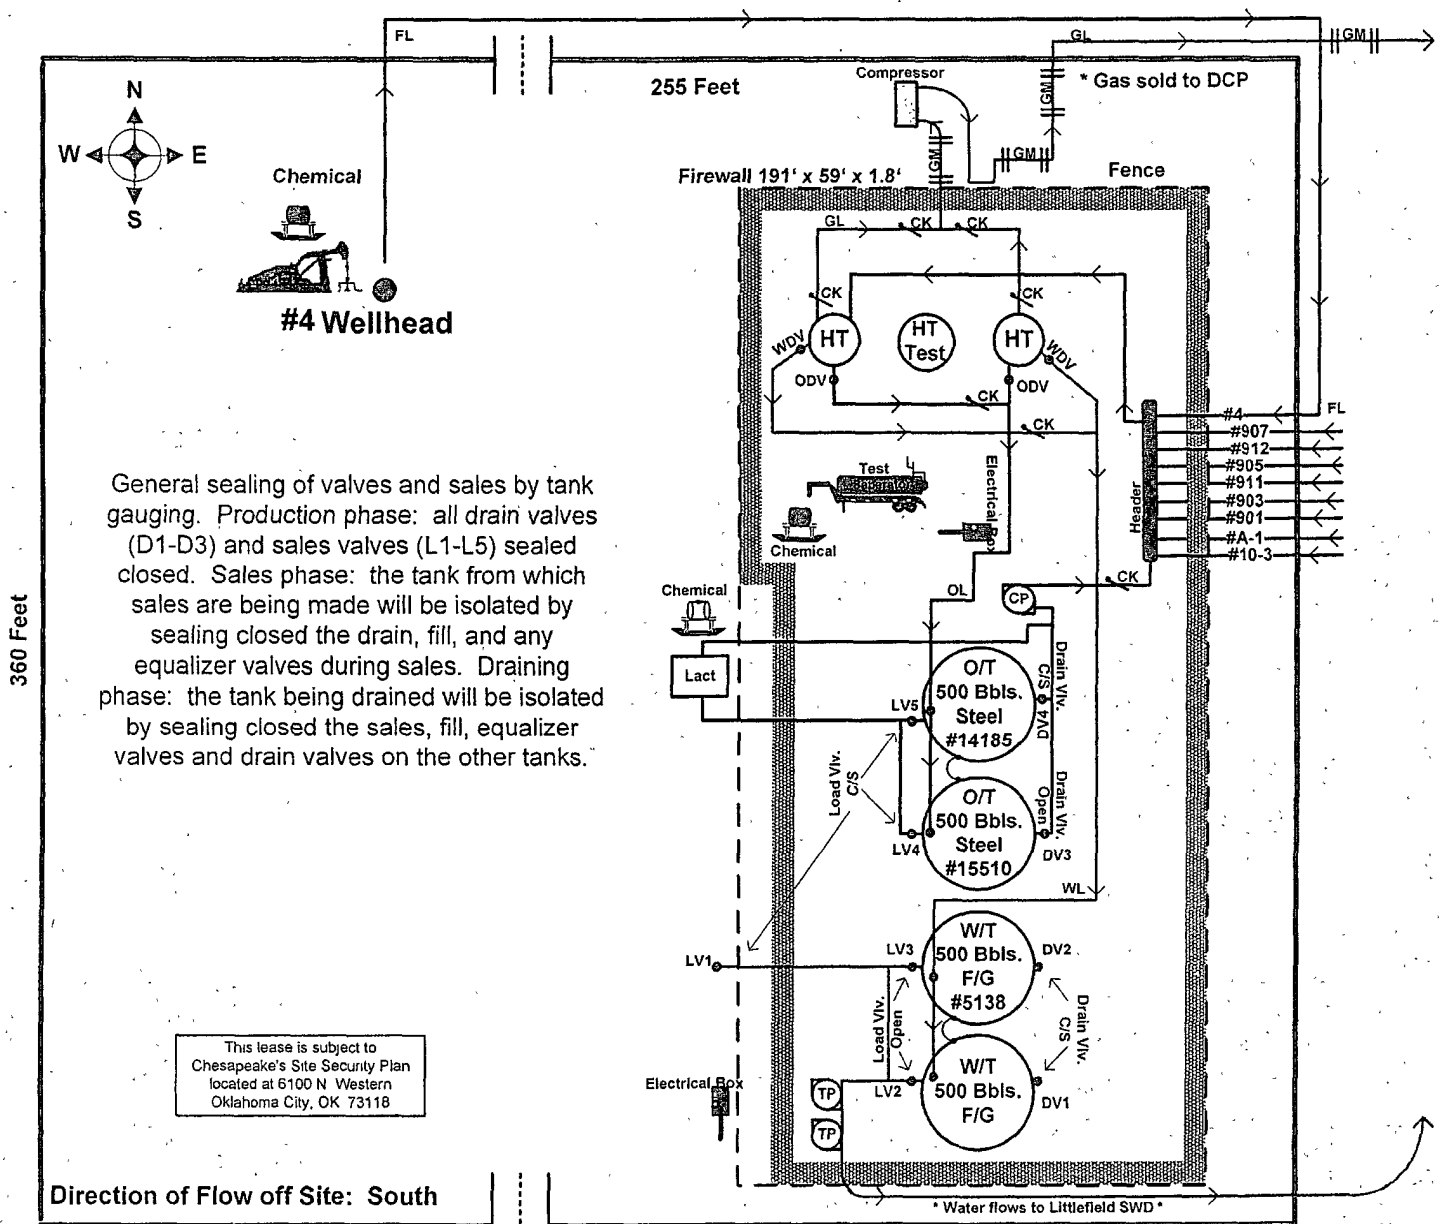 FL
GL
GM
N
W E
S
255 Feet
Compressor
* Gas sold to DCP
GM
GM
GM
Chemical
Firewall 191' x 59' x 1.8'
Fence
#4 Wellhead
GL
CK
CK
CK
CK
HT
HT
Test
HT
WDV
WDV
ODV
ODV
CK
CK
#4
FL
#907
#912
#905
#911
#903
#901
#A-1
#10-3
Header
General sealing of valves and sales by tank
gauging. Production phase: all drain valves
(D1-D3) and sales valves (L1-L5) sealed
closed. Sales phase: the tank from which
sales are being made will be isolated by
sealing closed the drain, fill, and any
equalizer valves during sales. Draining
phase: the tank being drained will be isolated
by sealing closed the sales, fill, equalizer
valves and drain valves on the other tanks.
360 Feet
Test
Chemical
Electrical Box
Chemical
OL
CP
CK
Lact
O/T
500 Bbls.
Steel
#14185
LV5
Drain Vlv.
C/S
DV4
Load Vlv.
C/S
O/T
500 Bbls.
Steel
#15510
LV4
Drain Vlv.
Open
DV3
WL
LV1
LV3
W/T
500 Bbls.
F/G
#5138
DV2
Load Vlv.
Open
Drain Vlv.
C/S
LV2
W/T
500 Bbls.
F/G
DV1
This lease is subject to
Chesapeake's Site Security Plan
located at 6100 N Western
Oklahoma City, OK 73118
Electrical Box
TP
TP
Direction of Flow off Site: South
* Water flows to Littlefield SWD *